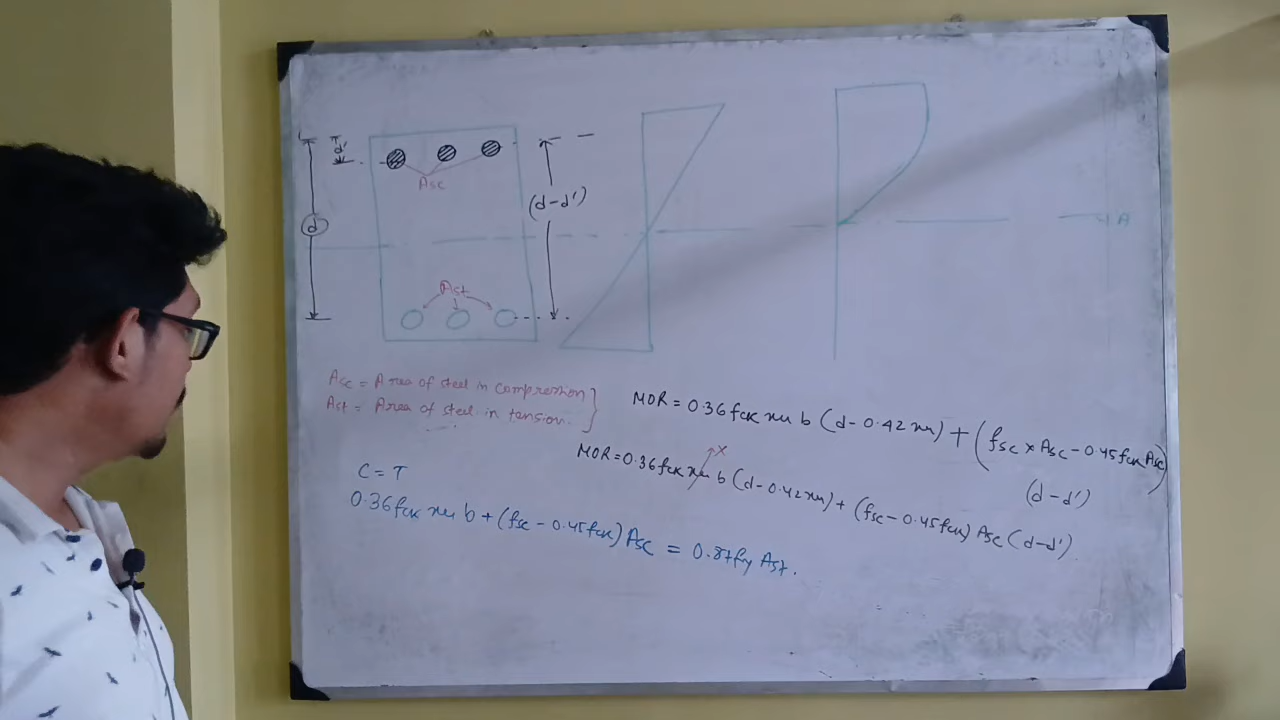 d'
d
Asc
(d-d')
Ast
A
Asc = Area of steel in compression
Ast = Area of steel in tension.
MOR = 0.36 fck xu b (d-0.42 xu) + (fsc x Asc - 0.45 fck Asc)
(d-d')
x
MOR = 0.36 fck xu b (d-0.42 xu) + (fsc - 0.45 fck) Asc (d-d')
C = T
0.36 fck xu b + (fsc - 0.45 fck) Asc = 0.87 fy Ast.